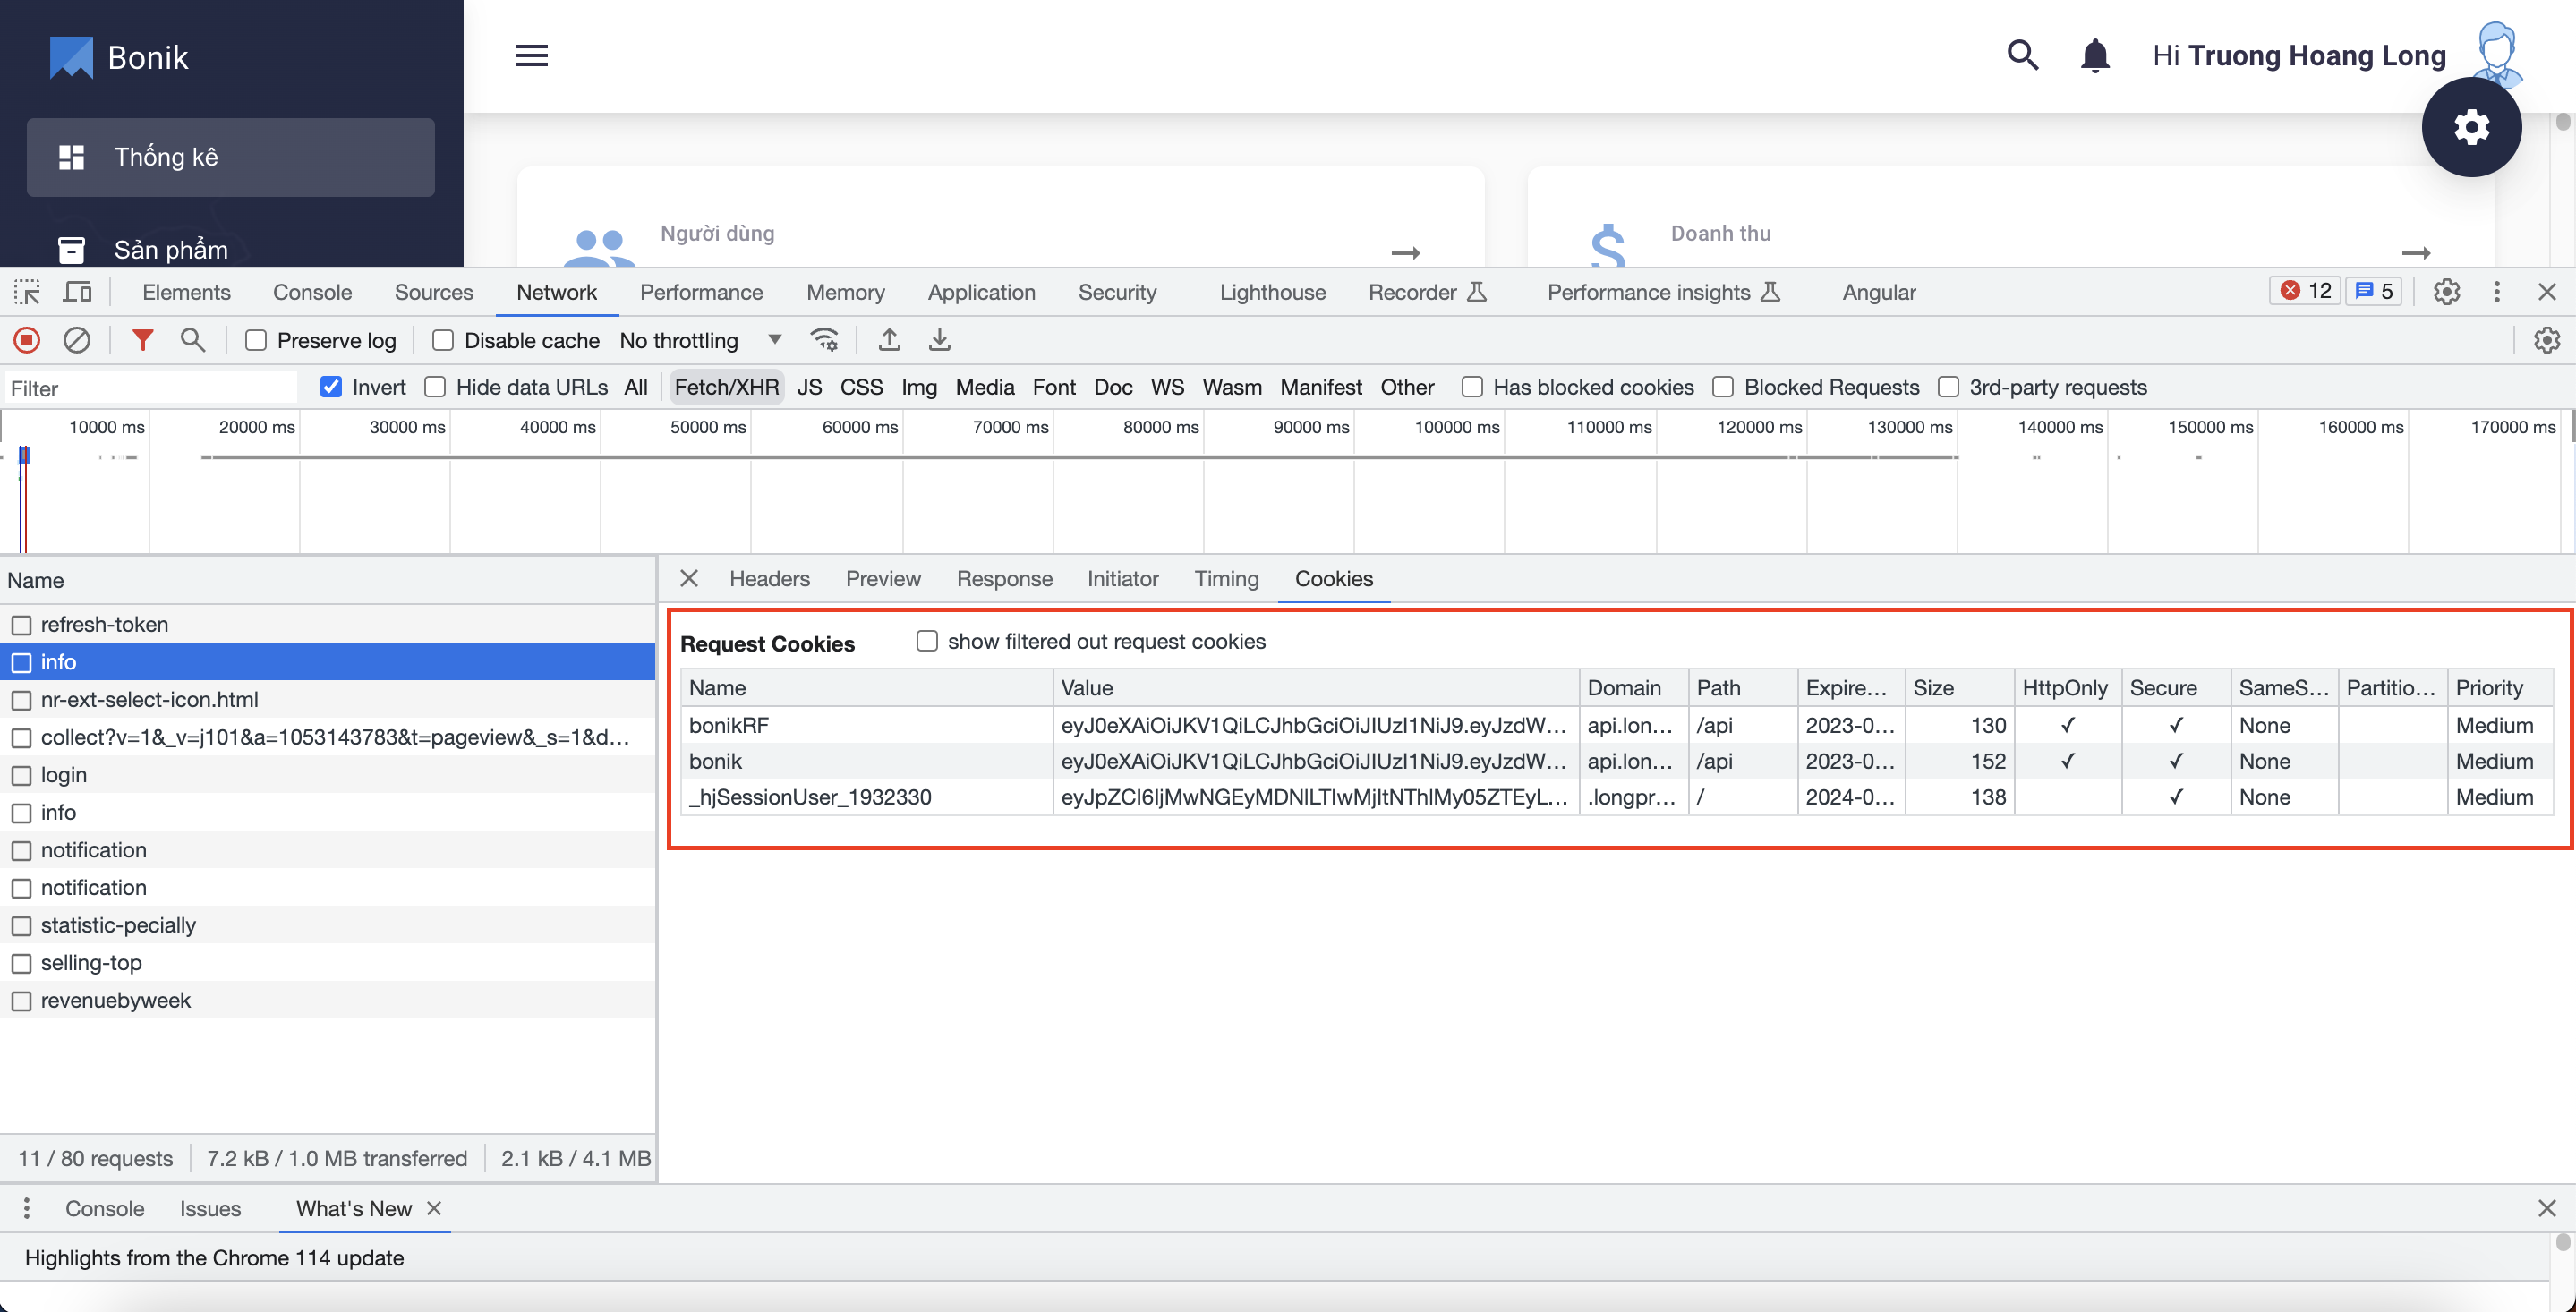 Bonik
Hi Truong Hoang Long
Thống kê
Sản phẩm
Người dùng
Doanh thu
Elements Console Sources Network Performance Memory Application Security Lighthouse Recorder Performance insights Angular 12 5
Preserve log Disable cache No throttling
Filter Invert Hide data URLs All Fetch/XHR JS CSS Img Media Font Doc WS Wasm Manifest Other Has blocked cookies Blocked Requests 3rd-party requests
10000 ms 20000 ms 30000 ms 40000 ms 50000 ms 60000 ms 70000 ms 80000 ms 90000 ms 100000 ms 110000 ms 120000 ms 130000 ms 140000 ms 150000 ms 160000 ms 170000 ms
Name
refresh-token
info
nr-ext-select-icon.html
collect?v=1&_v=j101&a=1053143783&t=pageview&_s=1&d...
login
info
notification
notification
statistic-pecially
selling-top
revenuebyweek
11 / 80 requests 7.2 kB / 1.0 MB transferred 2.1 kB / 4.1 MB
Headers Preview Response Initiator Timing Cookies
Request Cookies show filtered out request cookies
Name Value Domain Path Expire... Size HttpOnly Secure SameS... Partitio... Priority
bonikRF eyJ0eXAiOiJKV1QiLCJhbGciOiJIUzI1NiJ9.eyJzdW... api.lon... /api 2023-0... 130 ✓ ✓ None Medium
bonik eyJ0eXAiOiJKV1QiLCJhbGciOiJIUzI1NiJ9.eyJzdW... api.lon... /api 2023-0... 152 ✓ ✓ None Medium
_hjSessionUser_1932330 eyJpZCI6IjMwNGEyMDNlLTIwMjItNThlMy05ZTEyL... .longpr... / 2024-0... 138 ✓ None Medium
Console Issues What's New
Highlights from the Chrome 114 update